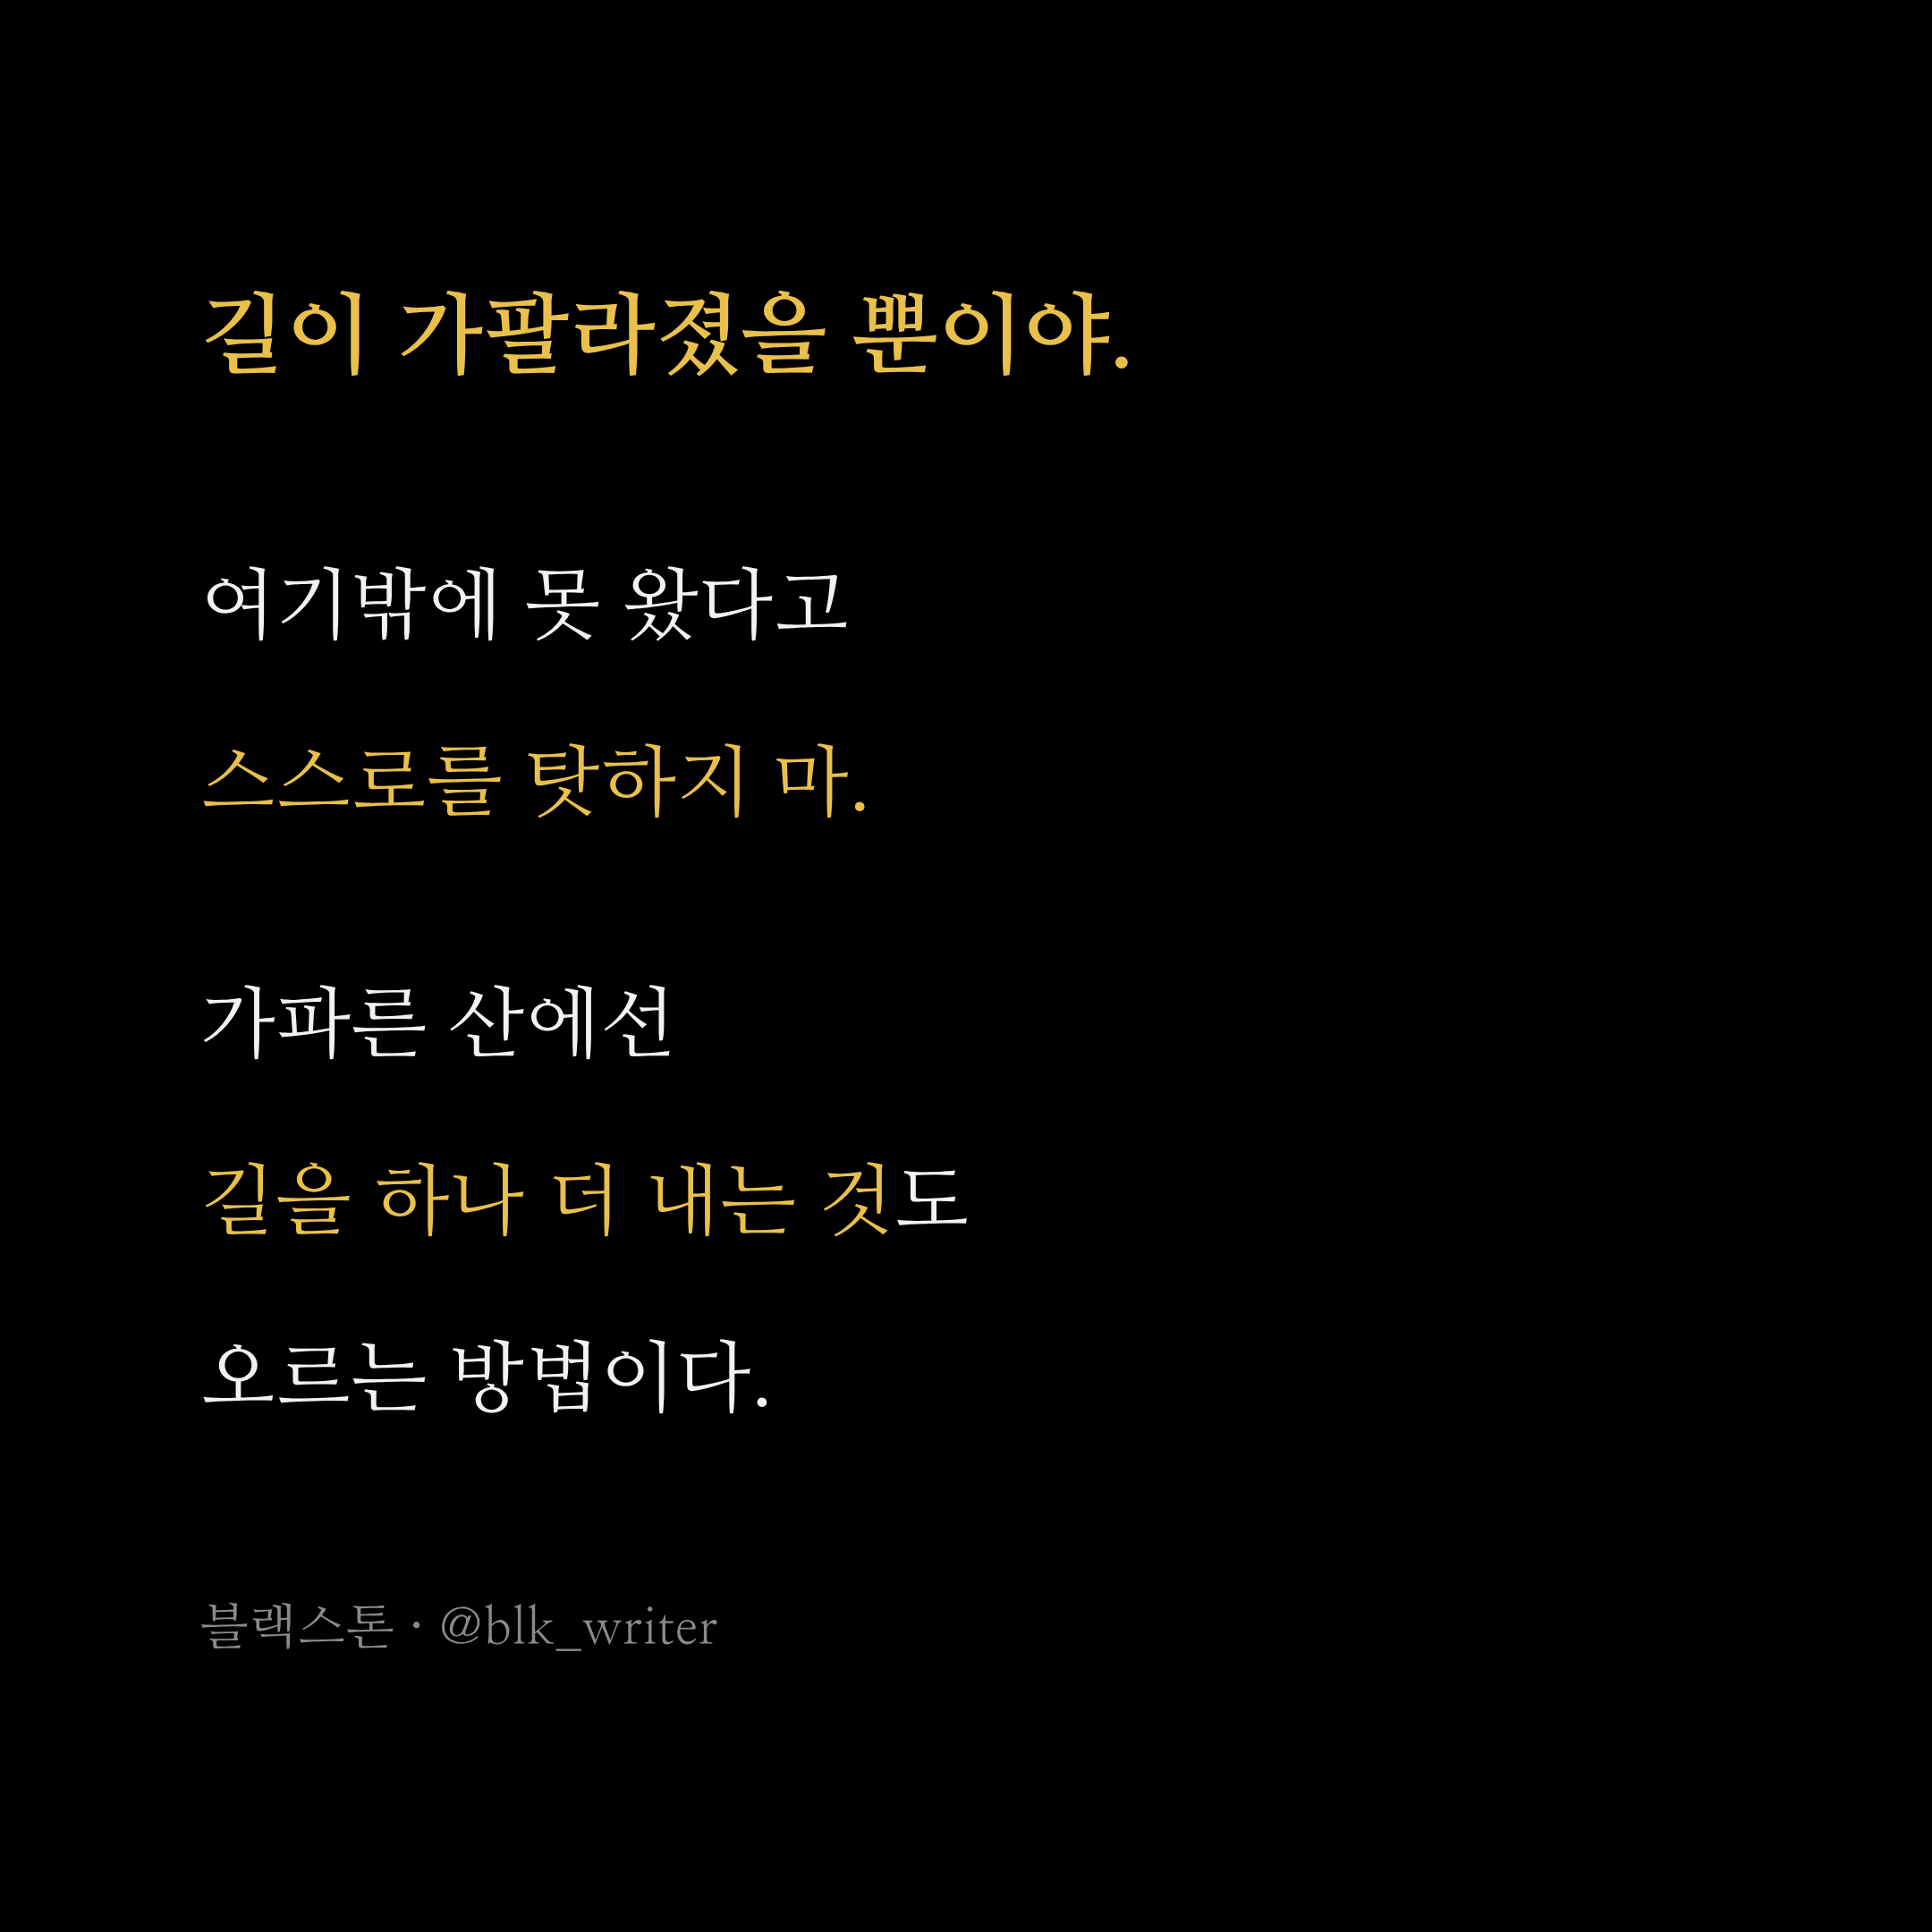 길이 가팔라졌을 뿐이야.
여기밖에 못 왔다고
스스로를 탓하지 마.
가파른 산에선
길을 하나 더 내는 것도
오르는 방법이다.
블랙스톤 · @blk_writer